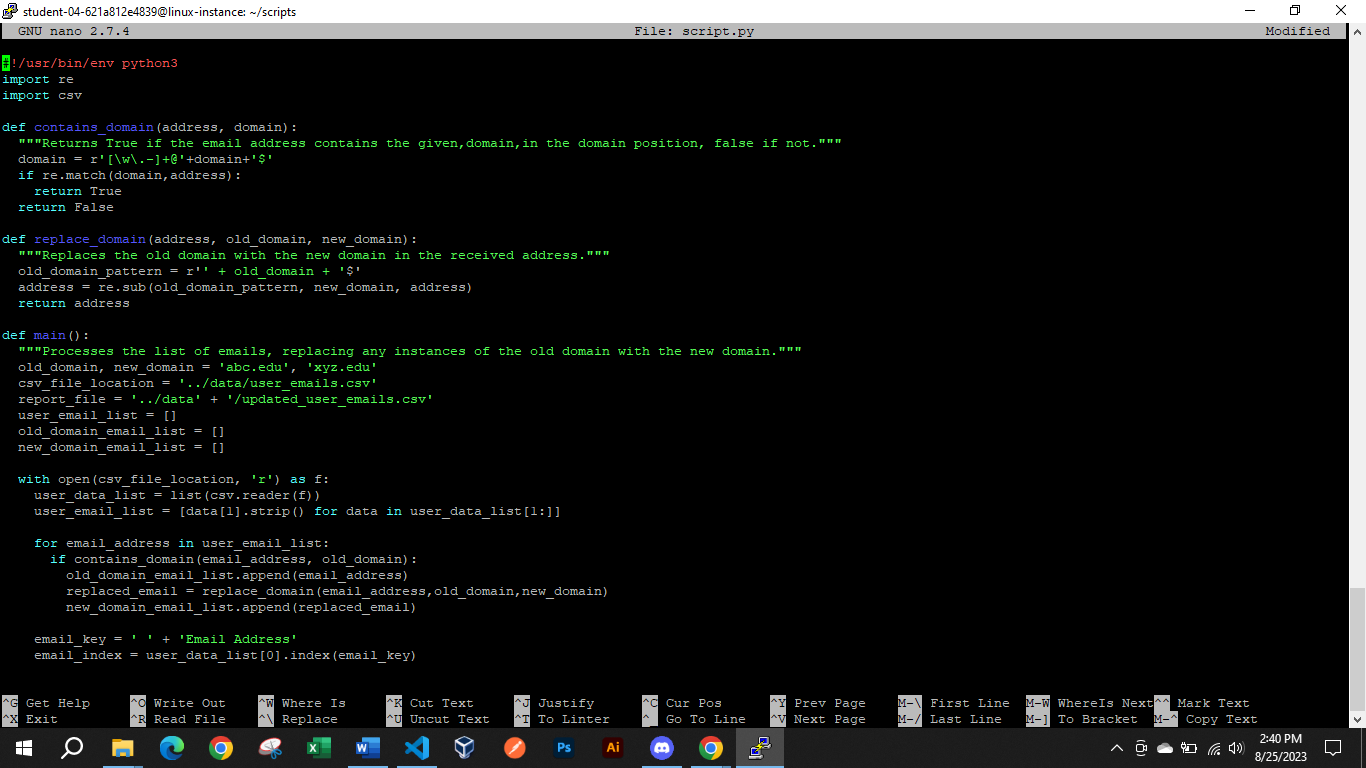 student-04-621a812e4839@linux-instance: ~/scripts
GNU nano 2.7.4 File: script.py Modified
#!/usr/bin/env python3
import re
import csv
def contains_domain(address, domain):
"""Returns True if the email address contains the given,domain,in the domain position, false if not."""
domain = r'[\w\.-]+@'+domain+'$'
if re.match(domain,address):
return True
return False
def replace_domain(address, old_domain, new_domain):
"""Replaces the old domain with the new domain in the received address."""
old_domain_pattern = r'' + old_domain + '$'
address = re.sub(old_domain_pattern, new_domain, address)
return address
def main():
"""Processes the list of emails, replacing any instances of the old domain with the new domain."""
old_domain, new_domain = 'abc.edu', 'xyz.edu'
csv_file_location = '../data/user_emails.csv'
report_file = '../data' + '/updated_user_emails.csv'
user_email_list = []
old_domain_email_list = []
new_domain_email_list = []
with open(csv_file_location, 'r') as f:
user_data_list = list(csv.reader(f))
user_email_list = [data[1].strip() for data in user_data_list[1:]]
for email_address in user_email_list:
if contains_domain(email_address, old_domain):
old_domain_email_list.append(email_address)
replaced_email = replace_domain(email_address,old_domain,new_domain)
new_domain_email_list.append(replaced_email)
email_key = ' ' + 'Email Address'
email_index = user_data_list[0].index(email_key)
^G Get Help ^O Write Out ^W Where Is ^K Cut Text ^J Justify ^C Cur Pos ^Y Prev Page M-\ First Line M-W WhereIs Next ^^ Mark Text
^X Exit ^R Read File ^\ Replace ^U Uncut Text ^T To Linter ^_ Go To Line ^V Next Page M-/ Last Line M-] To Bracket M-^ Copy Text
Ps
Ai
2:40 PM
8/25/2023